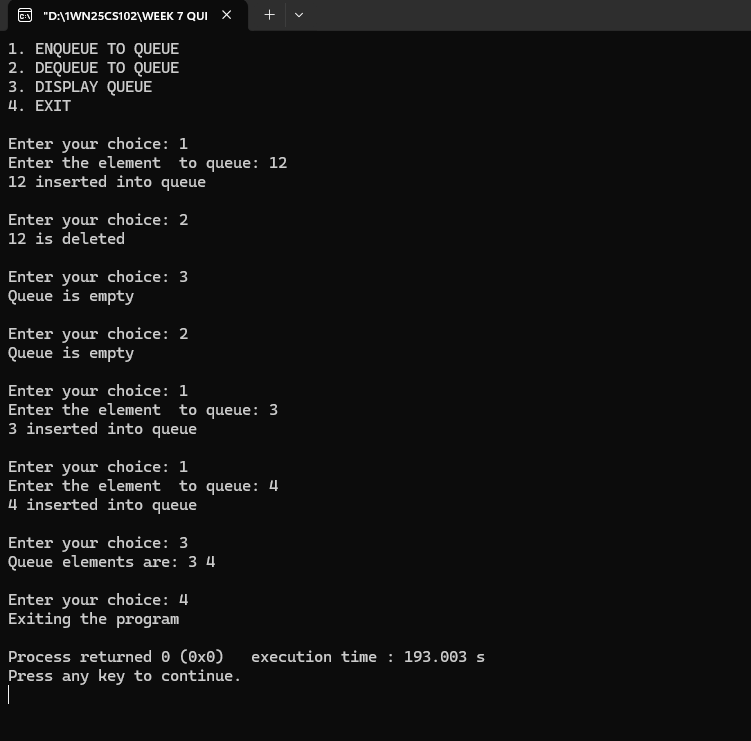 "D:\1WN25CS102\WEEK 7 QUI
1. ENQUEUE TO QUEUE
2. DEQUEUE TO QUEUE
3. DISPLAY QUEUE
4. EXIT
Enter your choice: 1
Enter the element  to queue: 12
12 inserted into queue
Enter your choice: 2
12 is deleted
Enter your choice: 3
Queue is empty
Enter your choice: 2
Queue is empty
Enter your choice: 1
Enter the element  to queue: 3
3 inserted into queue
Enter your choice: 1
Enter the element  to queue: 4
4 inserted into queue
Enter your choice: 3
Queue elements are: 3 4
Enter your choice: 4
Exiting the program
Process returned 0 (0x0)   execution time : 193.003 s
Press any key to continue.